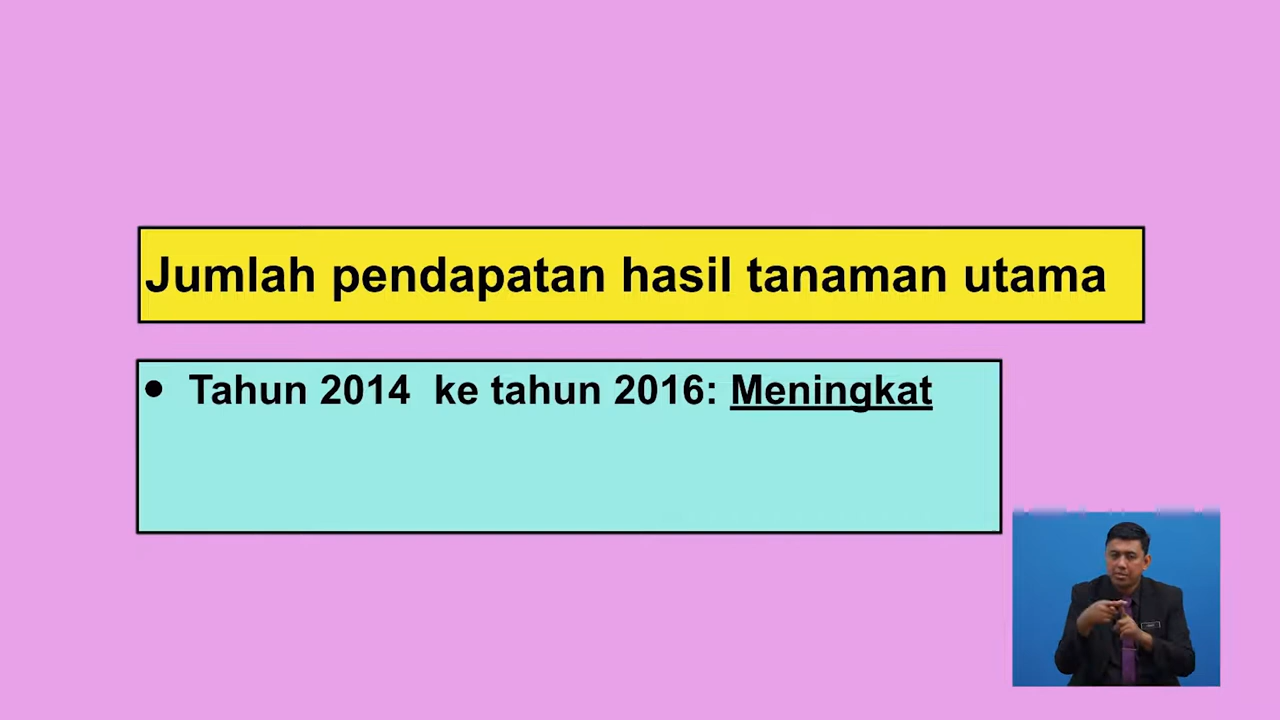 Jumlah pendapatan hasil tanaman utama
• Tahun 2014  ke tahun 2016: Meningkat